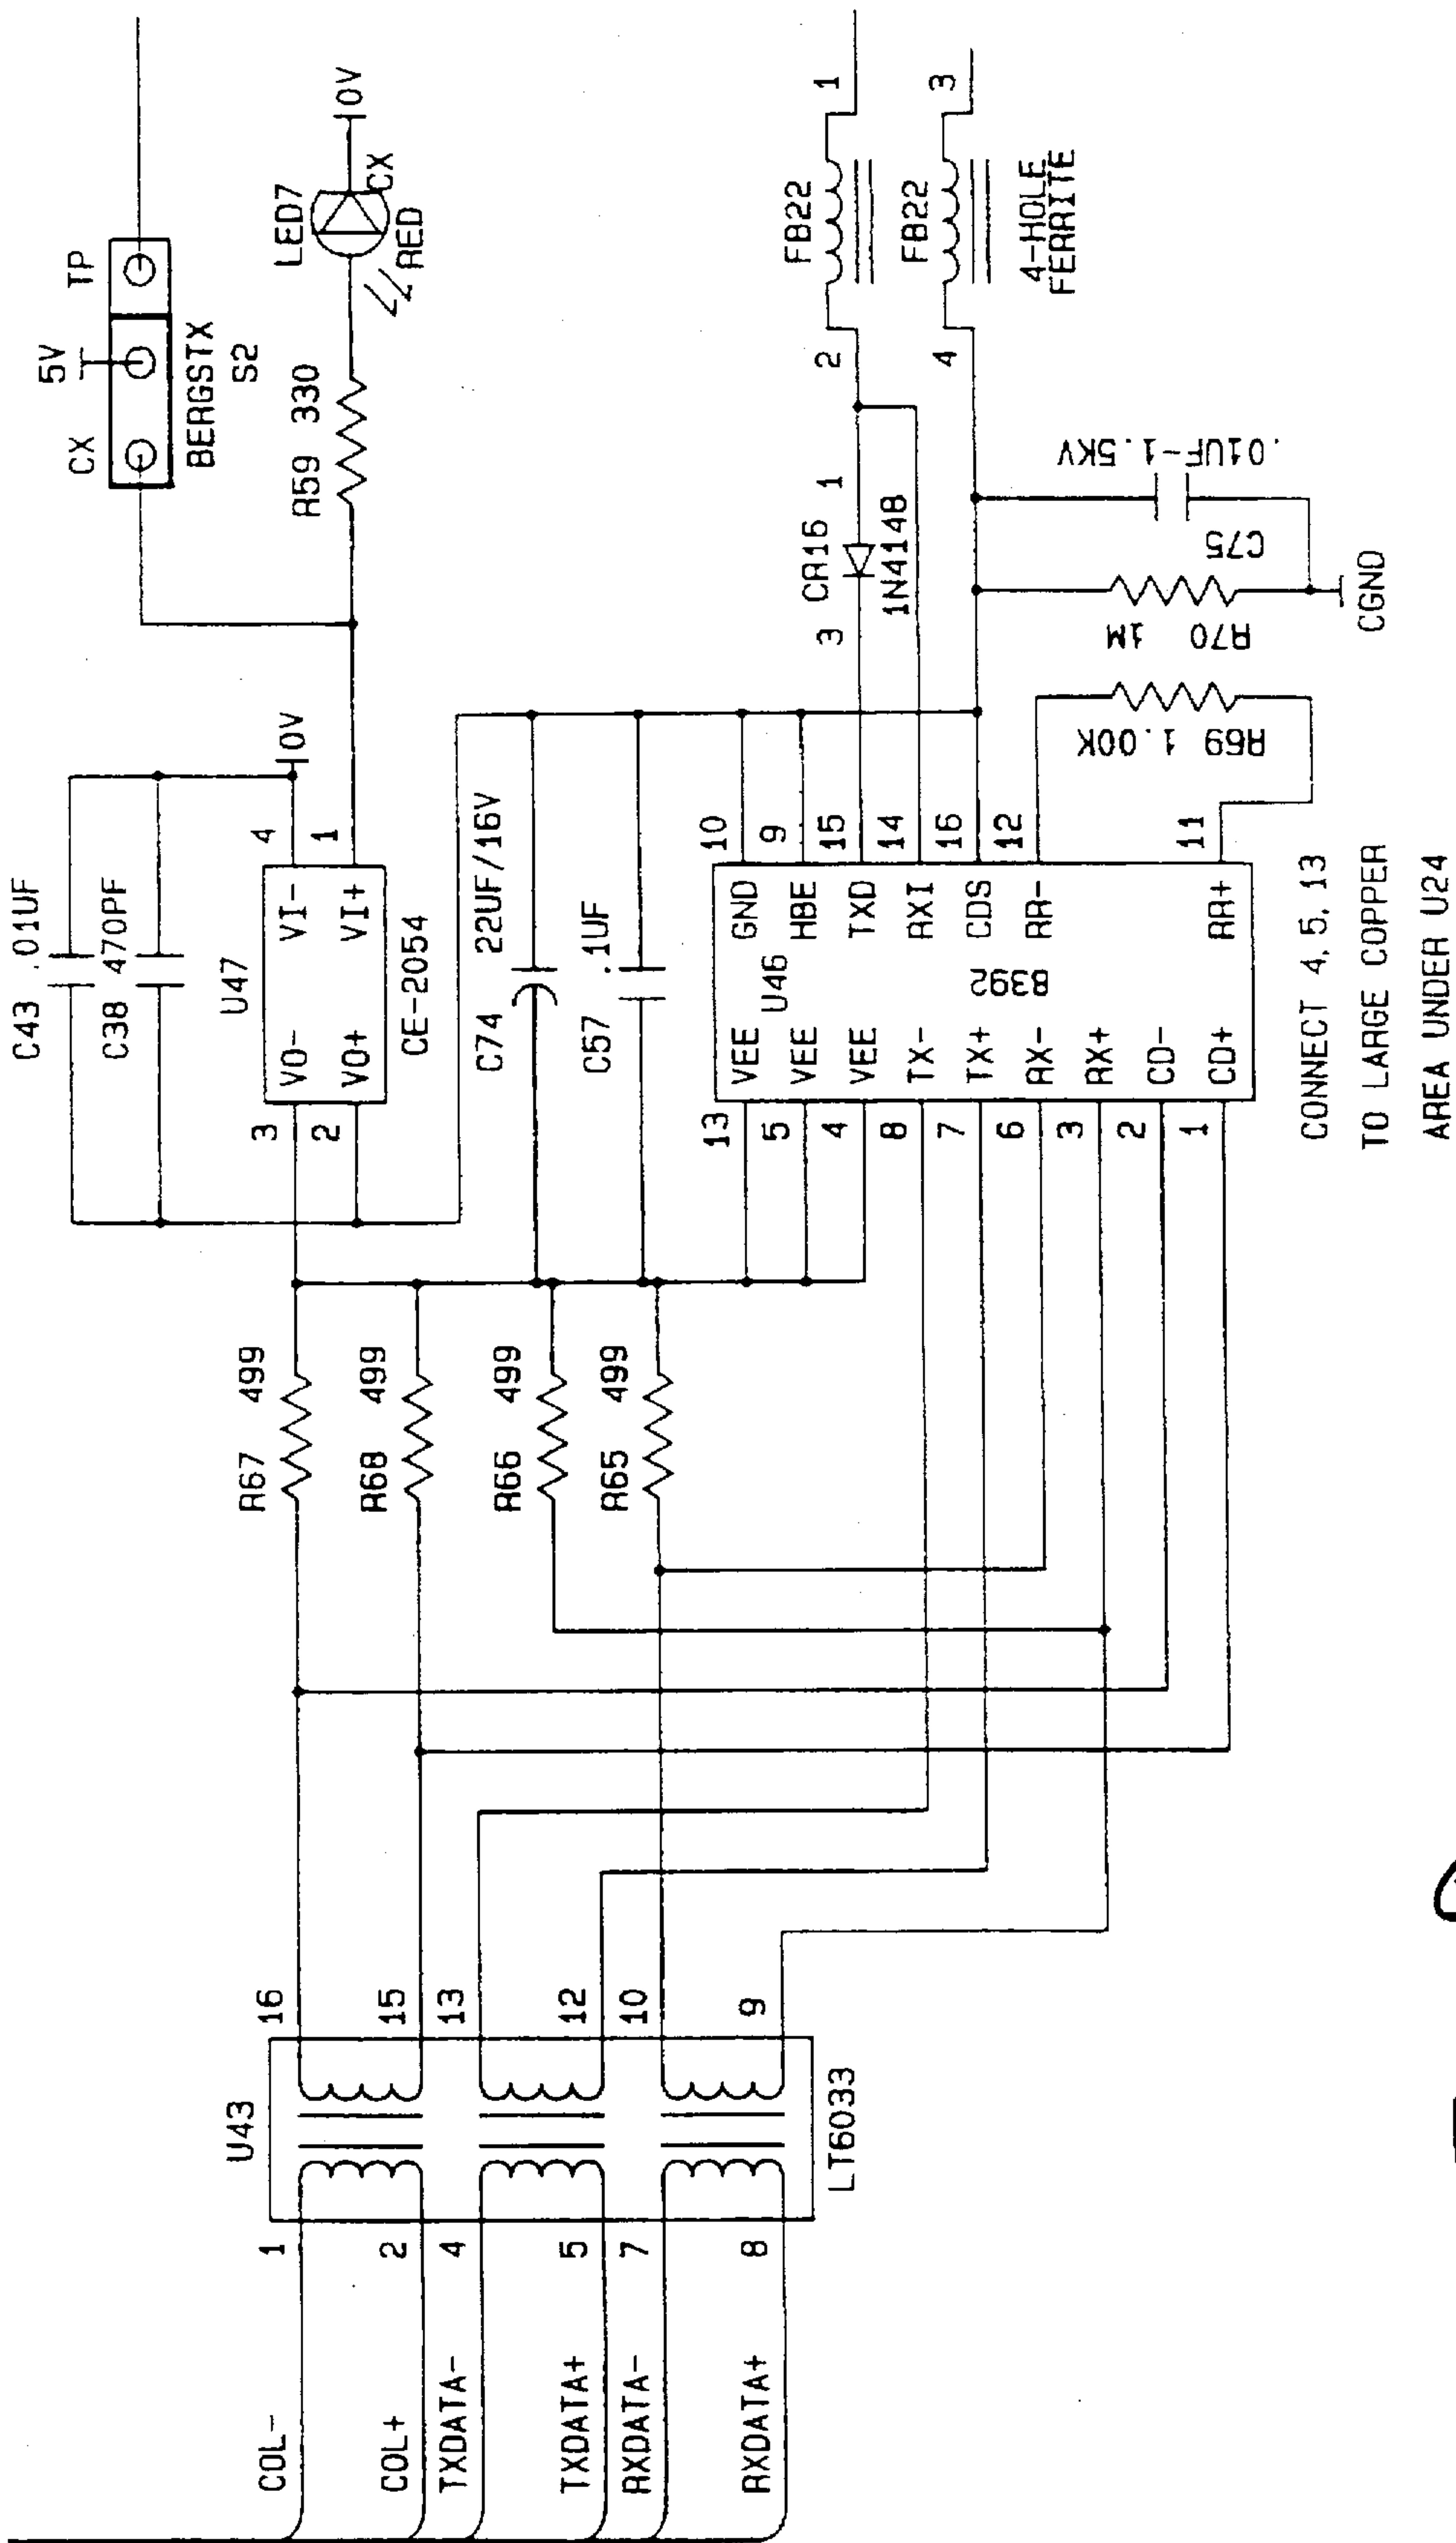 COL-
COL+
TXDATA-
TXDATA+
RXDATA-
RXDATA+
1
2
4
5
7
8
U43
LT6033
16
15
13
12
10
9
R67 499
R68 499
R66 499
R65 499
C43 .01UF
C38 470PF
U47
VO- VI-
VO+ VI+
CE-2054
3
2
4
1
0V
C74 22UF/16V
C57 .1UF
U46
8392
13 VEE
5 VEE
4 VEE
8 TX-
7 TX+
6 RX-
3 RX+
2 CD-
1 CD+
GND 10
HBE 9
TXD 15
RXI 14
CDS 16
RR- 12
RR+ 11
CONNECT 4, 5, 13
TO LARGE COPPER
AREA UNDER U24
CX
5V
TP
BERGSTX
S2
R59 330
LED7
RED
CX
0V
CR16
3
1
1N4148
R69 1.00K
R70 1M
C75
.01UF-1.5KV
CGND
2
FB22
1
4
FB22
3
4-HOLE
FERRITE